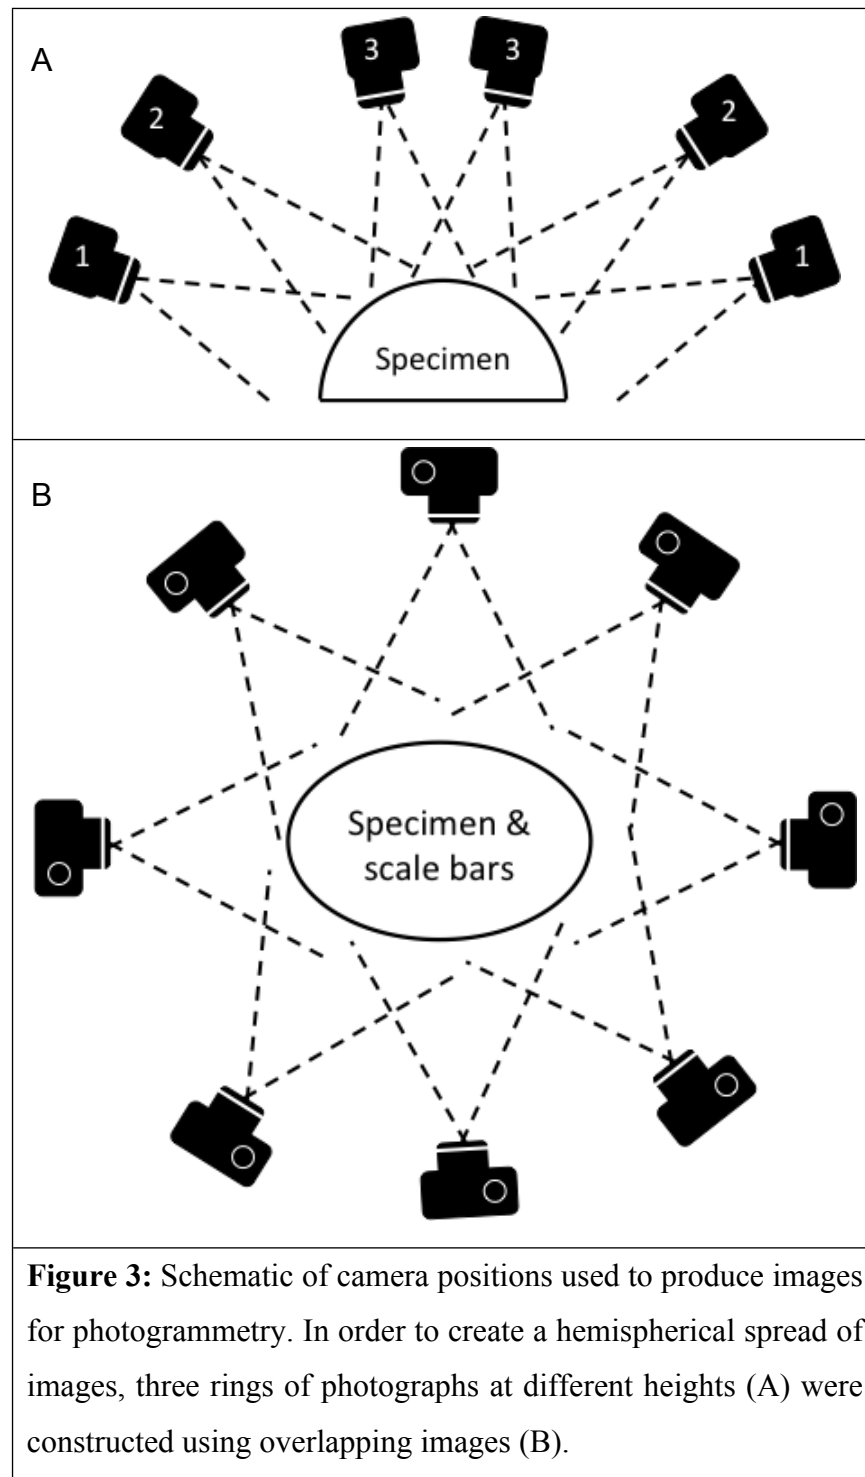 A
3 3
2 2
1 1
Specimen
B
Specimen &
scale bars
Figure 3: Schematic of camera positions used to produce images
for photogrammetry. In order to create a hemispherical spread of
images, three rings of photographs at different heights (A) were
constructed using overlapping images (B).